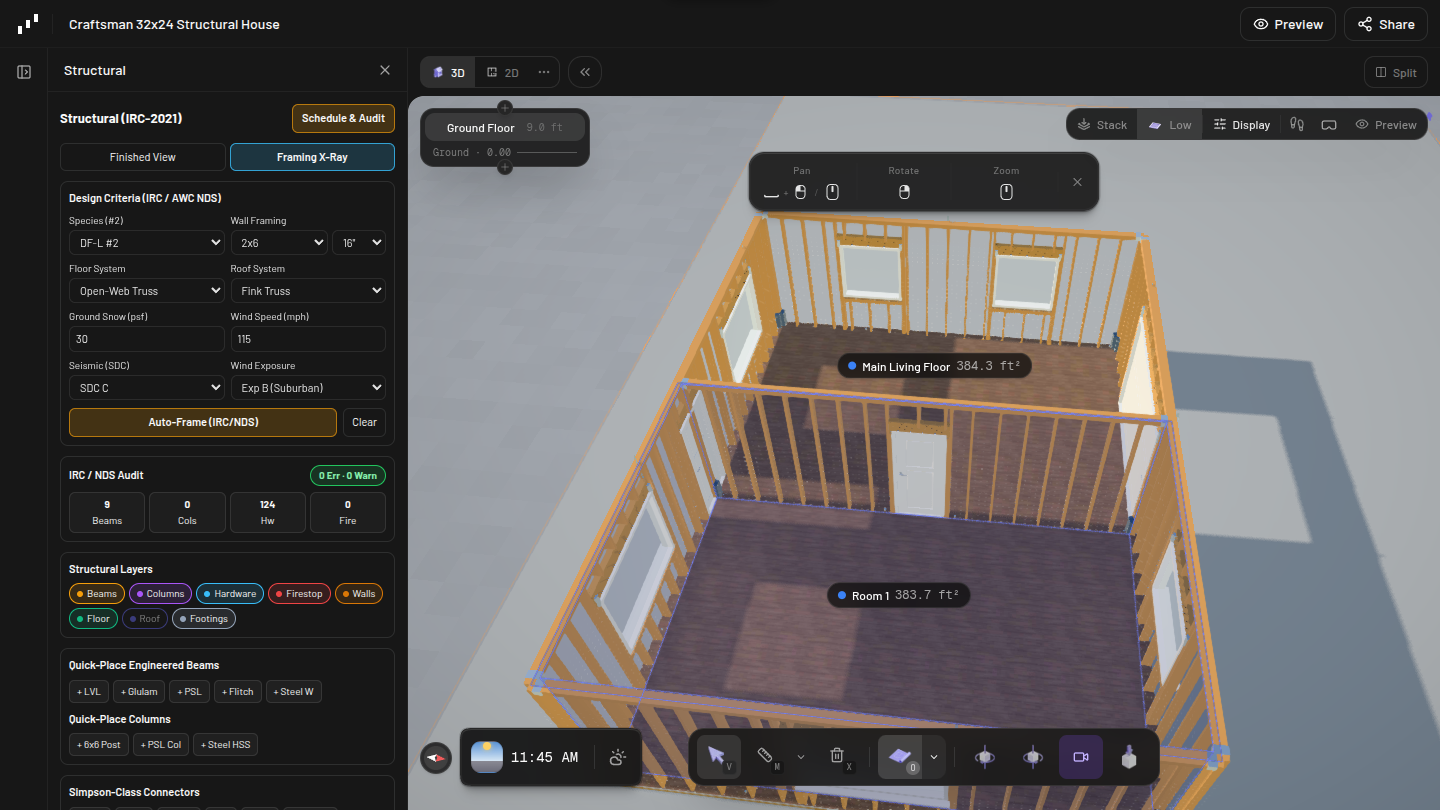 Craftsman 32x24 Structural House
Preview
Share
Structural
3D
2D
Split
Structural (IRC-2021)
Schedule & Audit
Finished View
Framing X-Ray
Design Criteria (IRC / AWC NDS)
Species (#2)
Wall Framing
DF-L #2
2x6
16"
Floor System
Roof System
Open-Web Truss
Fink Truss
Ground Snow (psf)
Wind Speed (mph)
30
115
Seismic (SDC)
Wind Exposure
SDC C
Exp B (Suburban)
Auto-Frame (IRC/NDS)
Clear
IRC / NDS Audit
0 Err · 0 Warn
9
0
124
0
Beams
Cols
Hw
Fire
Structural Layers
Beams
Columns
Hardware
Firestop
Walls
Floor
Roof
Footings
Quick-Place Engineered Beams
+ LVL
+ Glulam
+ PSL
+ Flitch
+ Steel W
Quick-Place Columns
+ 6x6 Post
+ PSL Col
+ Steel HSS
Simpson-Class Connectors
Ground Floor 9.0 ft
Ground · 0.00
Stack
Low
Display
Preview
Pan
Rotate
Zoom
+
/
Main Living Floor 384.3 ft²
Room 1 383.7 ft²
11:45 AM
V
M
X
0